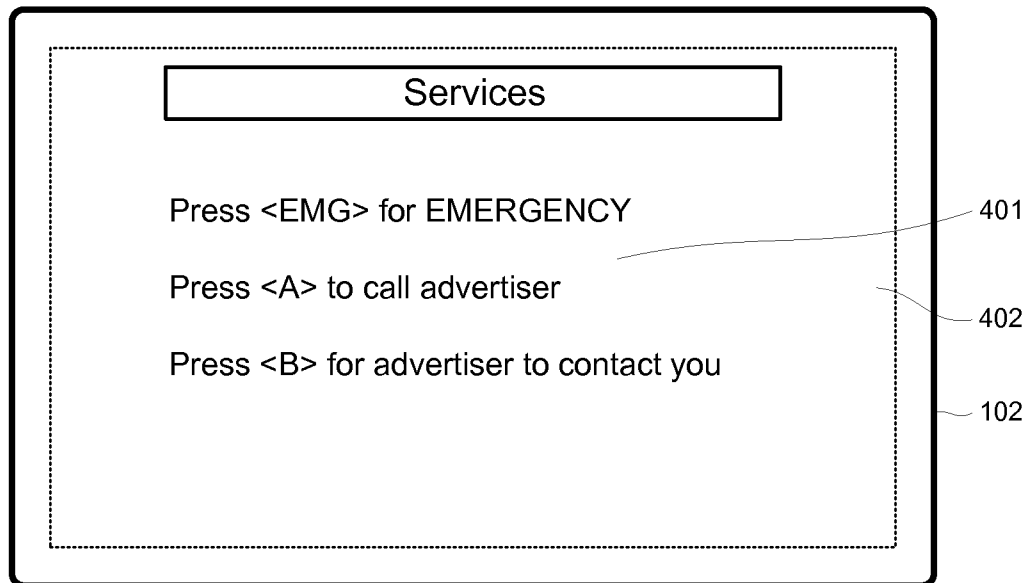 Services
Press <EMG> for EMERGENCY
401
Press <A> to call advertiser
402
Press <B> for advertiser to contact you
102